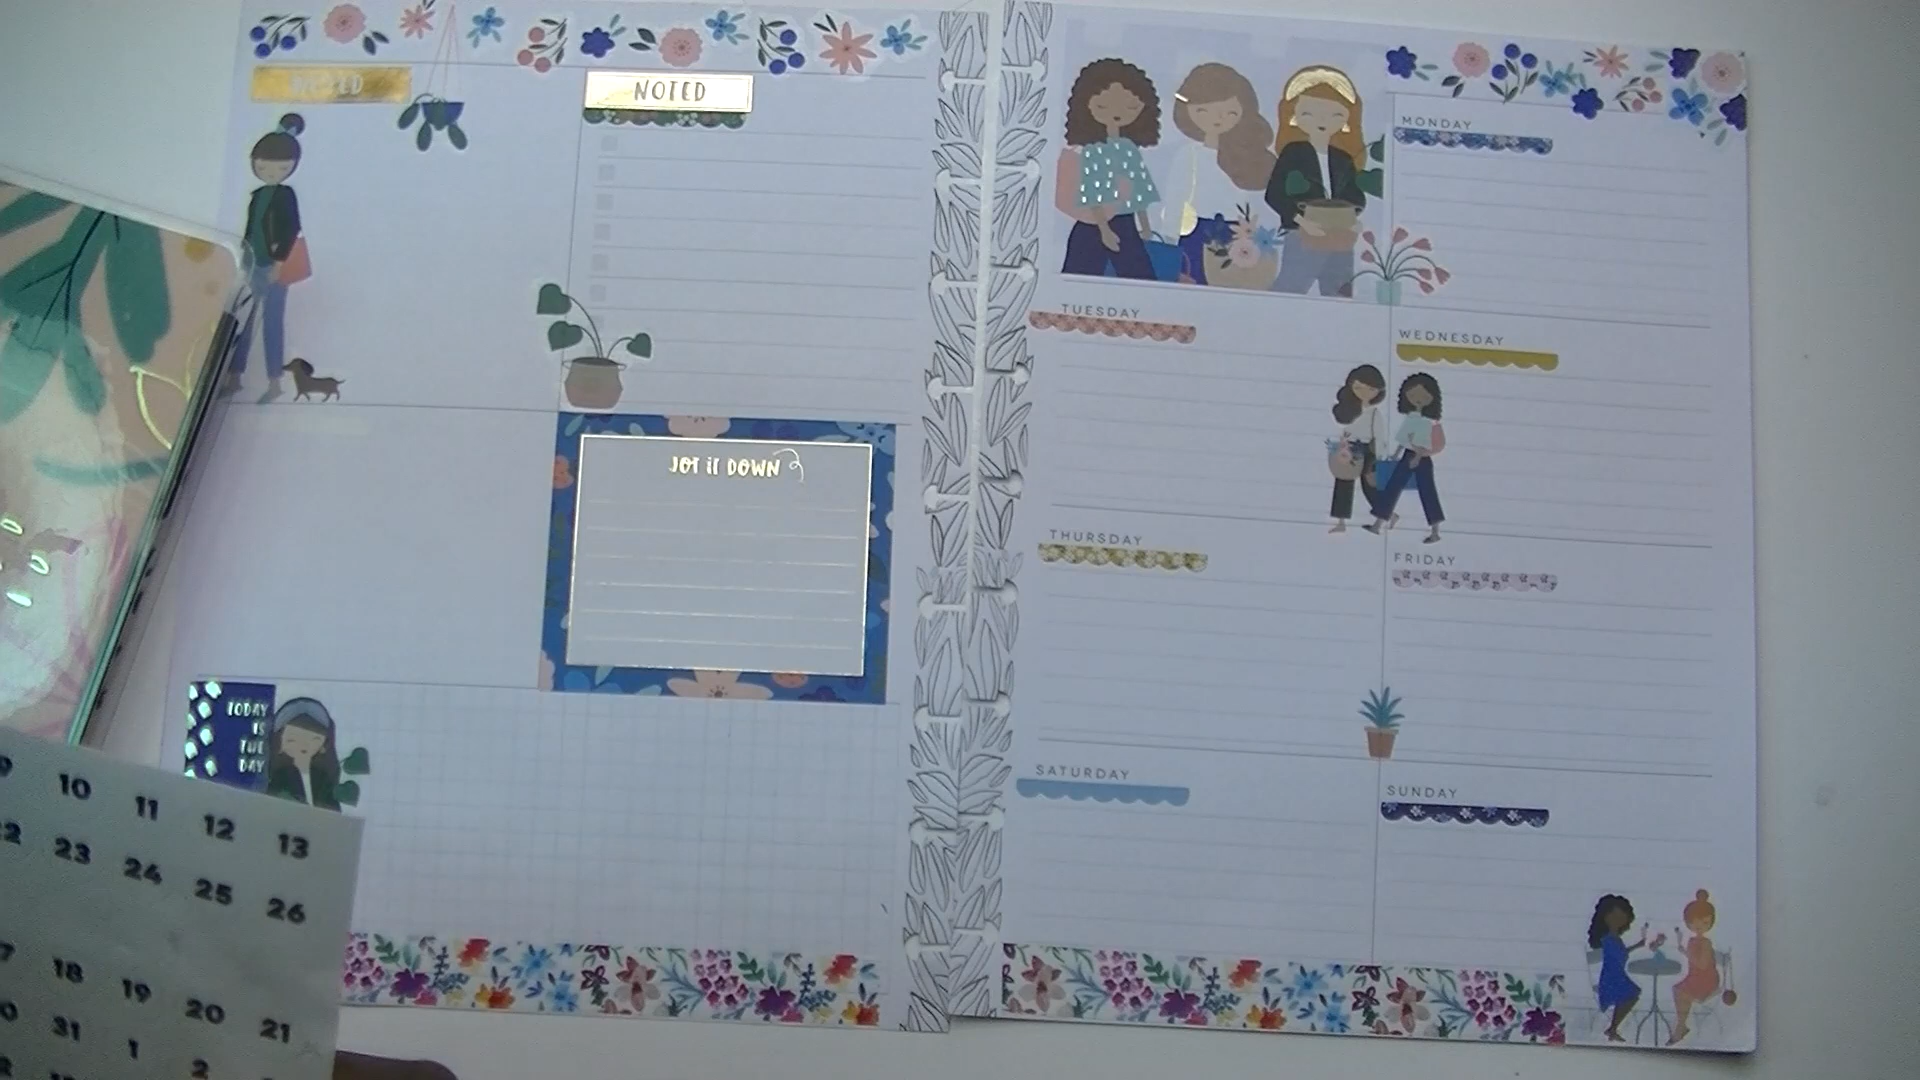 NOTED
NOTED
JOT IT DOWN
TODAY
IS
THE
DAY
10 11 12 13
23 24 25 26
18 19 20 21
31 1 2
MONDAY
TUESDAY
WEDNESDAY
THURSDAY
FRIDAY
SATURDAY
SUNDAY